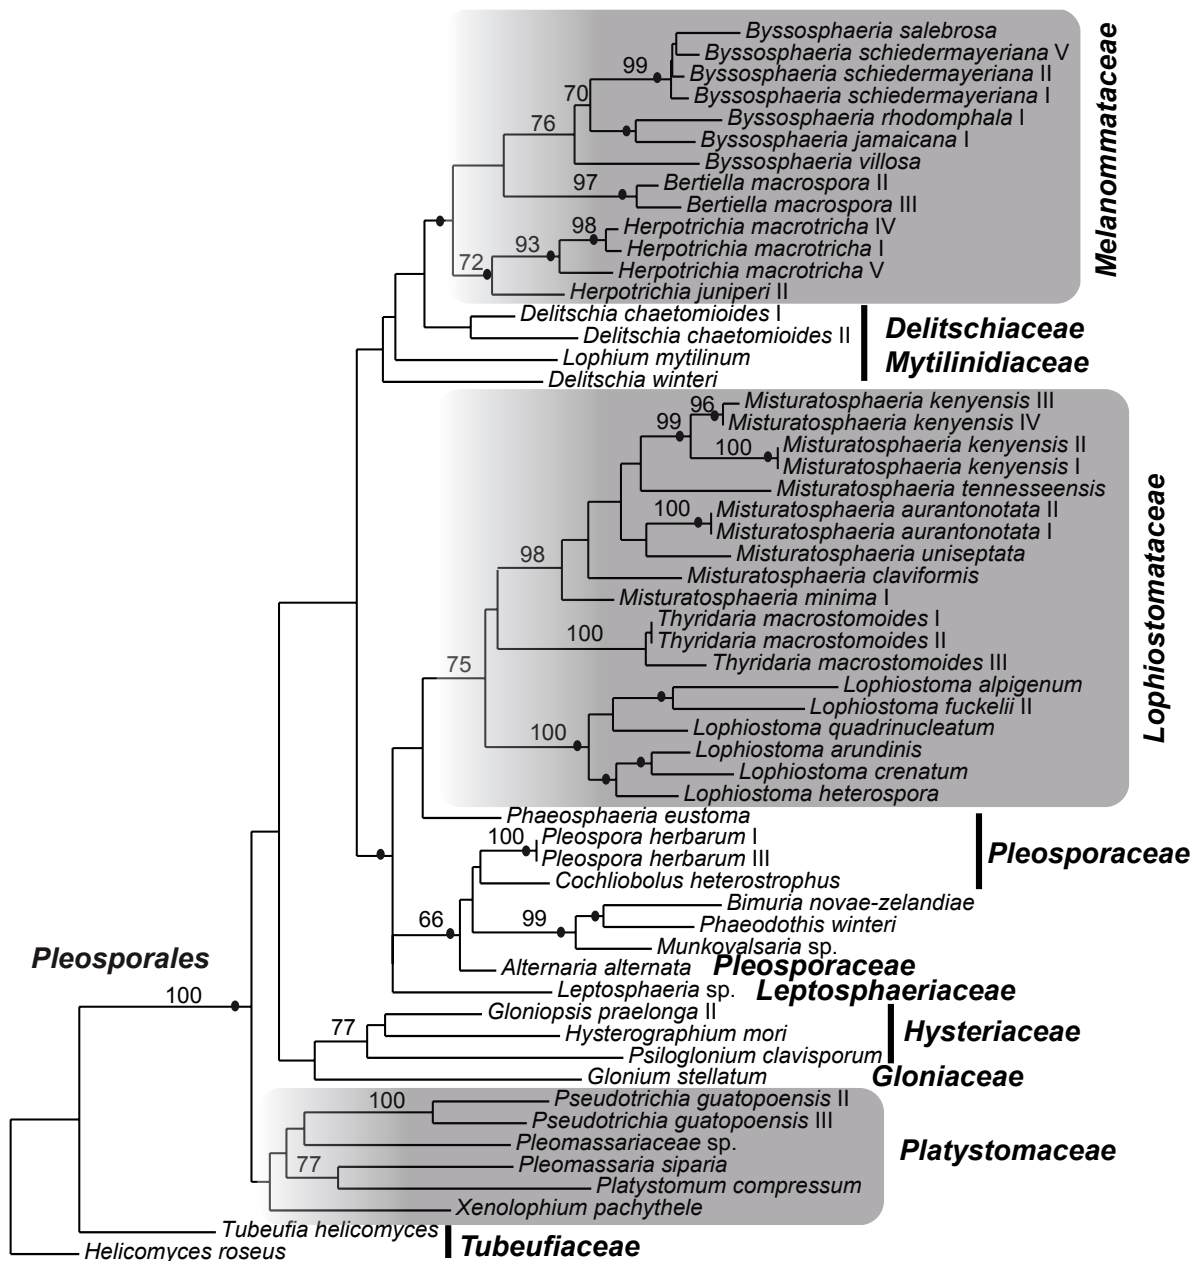 Byssosphaeria salebrosa
Byssosphaeria schiedermayeriana V
99
Byssosphaeria schiedermayeriana II
70
Byssosphaeria schiedermayeriana I
76
Byssosphaeria rhodomphala I
Byssosphaeria jamaicana I
Byssosphaeria villosa
97
Bertiella macrospora II
Bertiella macrospora III
98
Herpotrichia macrotricha IV
93
Herpotrichia macrotricha I
72
Herpotrichia macrotricha V
Herpotrichia juniperi II
Melanommataceae
Delitschia chaetomioides I
Delitschia chaetomioides II
Lophium mytilinum
Delitschia winteri
Delitschiaceae
Mytilinidiaceae
96
Misturatosphaeria kenyensis III
99
Misturatosphaeria kenyensis IV
100
Misturatosphaeria kenyensis II
Misturatosphaeria kenyensis I
Misturatosphaeria tennesseensis
100
Misturatosphaeria aurantonotata II
Misturatosphaeria aurantonotata I
98
Misturatosphaeria uniseptata
Misturatosphaeria claviformis
Misturatosphaeria minima I
Thyridaria macrostomoides I
100
Thyridaria macrostomoides II
75
Thyridaria macrostomoides III
Lophiostoma alpigenum
Lophiostoma fuckelii II
100
Lophiostoma quadrinucleatum
Lophiostoma arundinis
Lophiostoma crenatum
Lophiostoma heterospora
Lophiostomataceae
Phaeosphaeria eustoma
100
Pleospora herbarum I
Pleospora herbarum III
Cochliobolus heterostrophus
Pleosporaceae
66
99
Bimuria novae-zelandiae
Phaeodothis winteri
Munkovalsaria sp.
Alternaria alternata Pleosporaceae
Leptosphaeria sp. Leptosphaeriaceae
Pleosporales
100
77
Gloniopsis praelonga II
Hysterographium mori
Psiloglonium clavisporum
Hysteriaceae
Glonium stellatum Gloniaceae
100
Pseudotrichia guatopoensis II
Pseudotrichia guatopoensis III
Pleomassariaceae sp.
77
Pleomassaria siparia
Platystomum compressum
Xenolophium pachythele
Platystomaceae
Tubeufia helicomyces
Helicomyces roseus
Tubeufiaceae